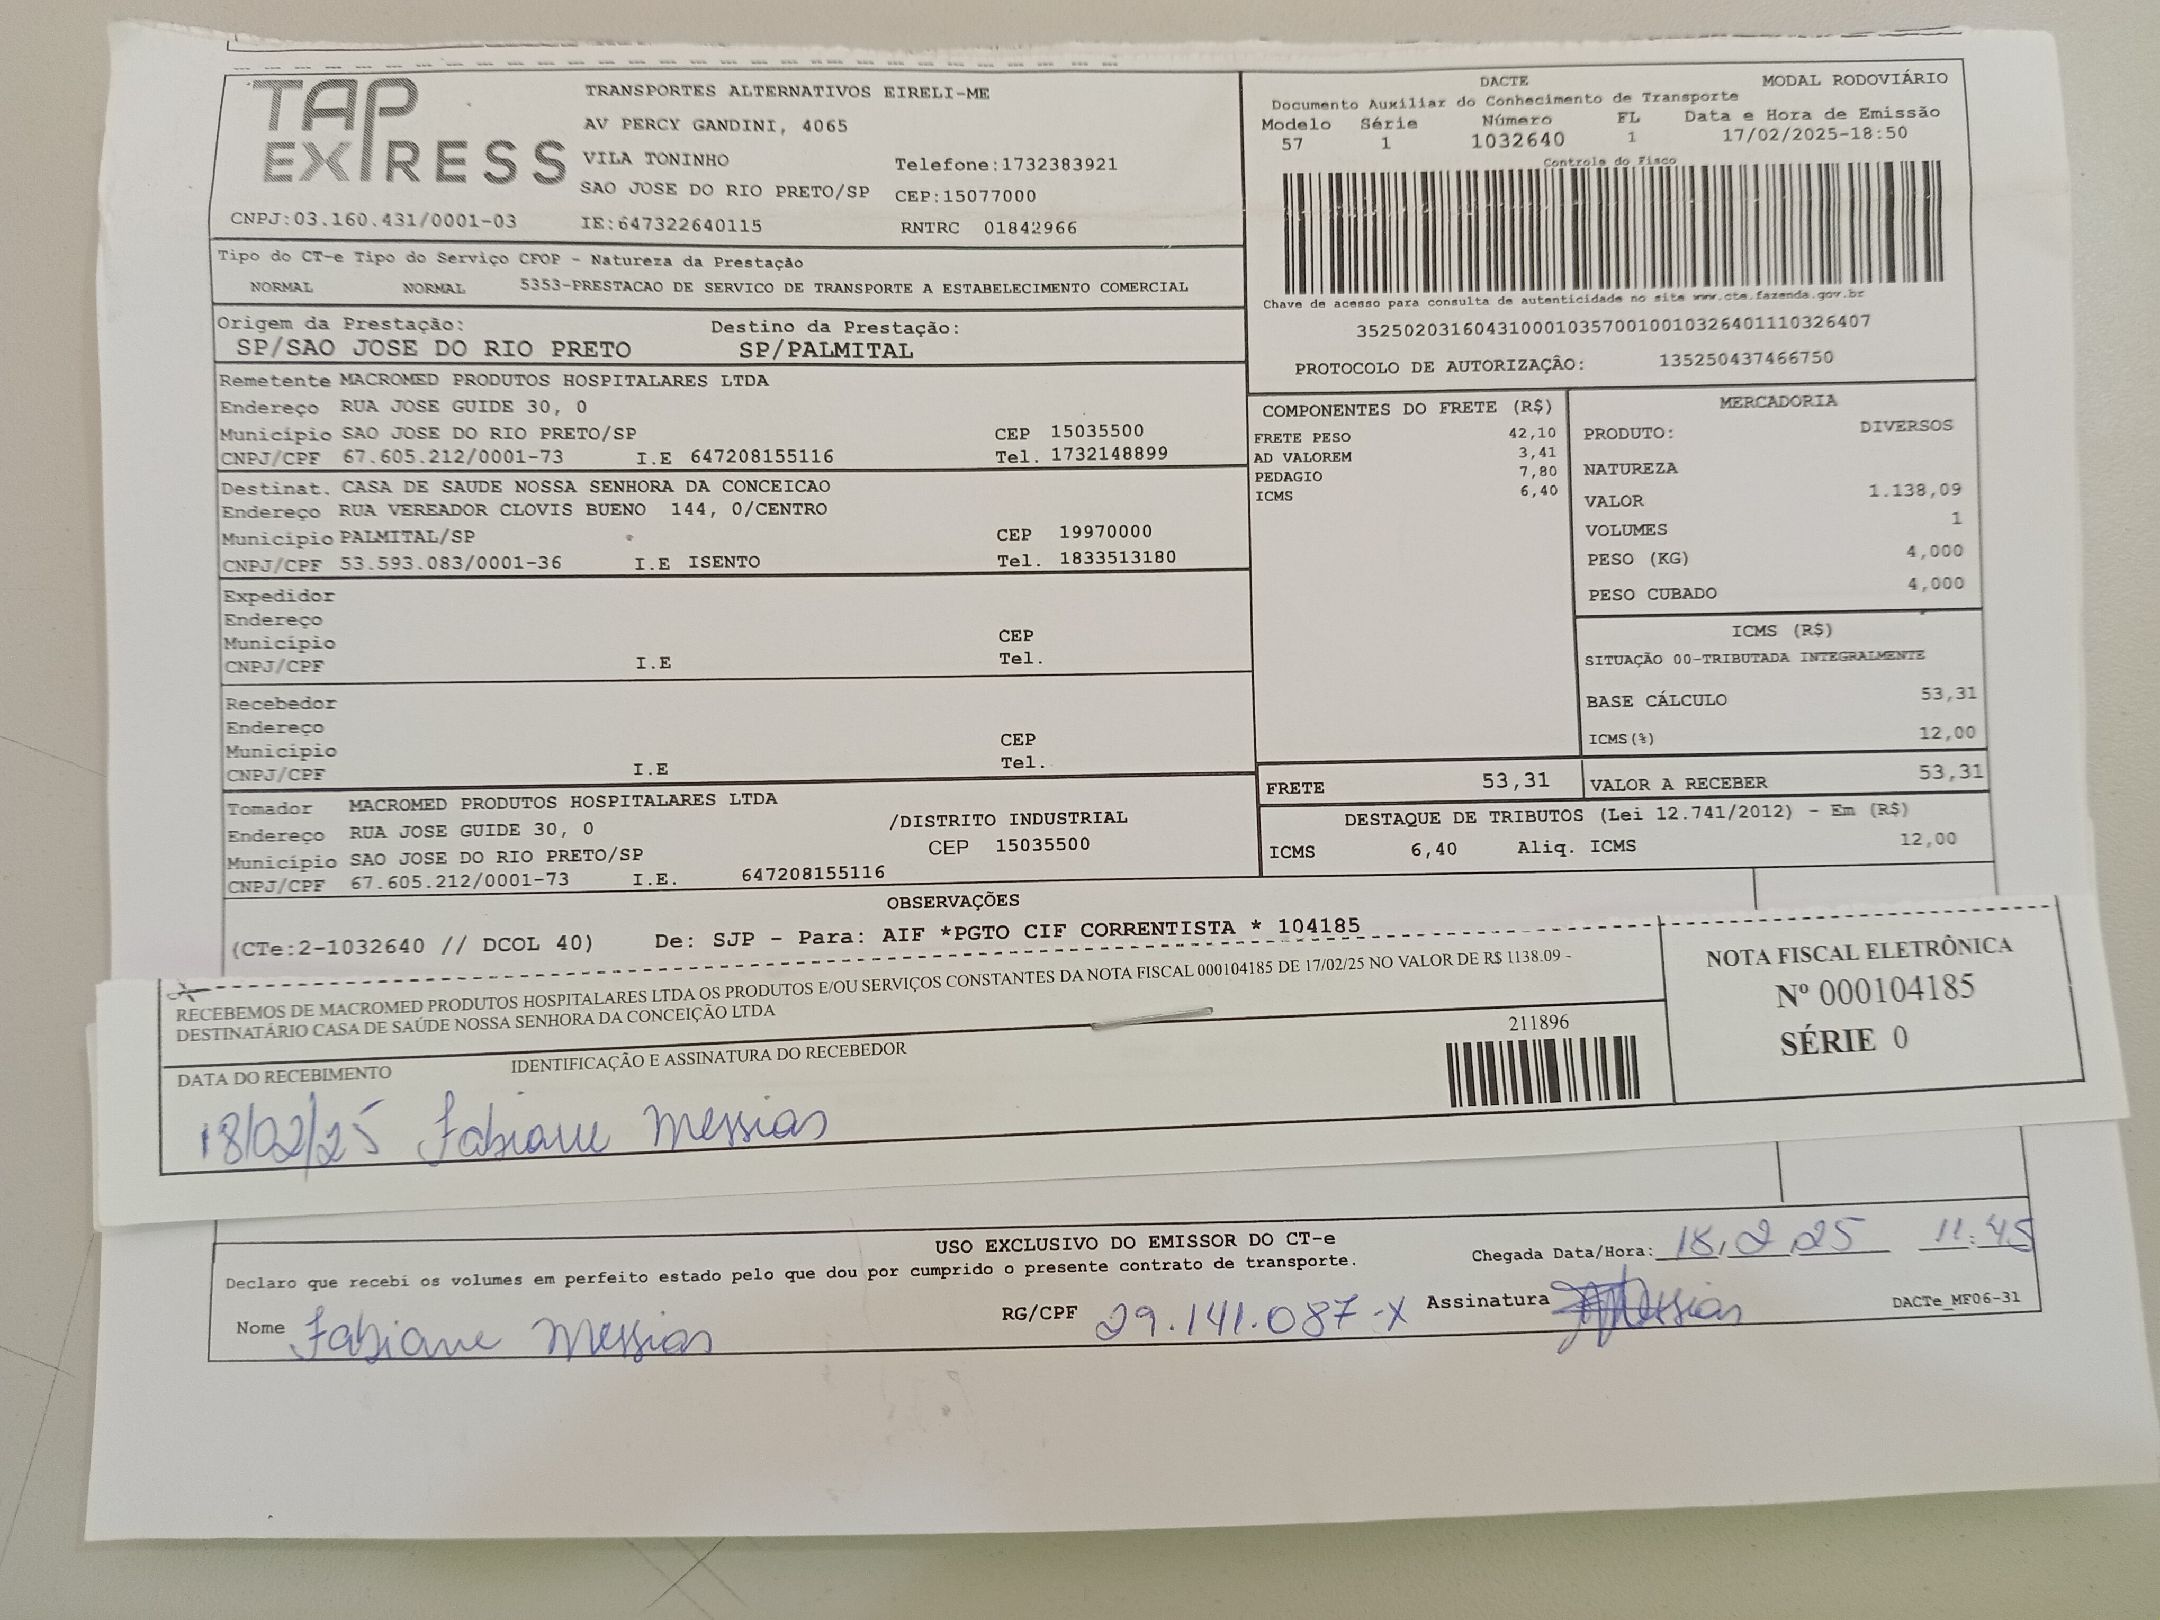 TAP
EXPRESS
TRANSPORTES ALTERNATIVOS EIRELI-ME
AV PERCY GANDINI, 4065
VILA TONINHO Telefone:1732383921
SAO JOSE DO RIO PRETO/SP CEP:15077000
CNPJ:03.160.431/0001-03 IE:647322640115 RNTRC 01842966
DACTE MODAL RODOVIÁRIO
Documento Auxiliar do Conhecimento de Transporte
Modelo Série Número FL Data e Hora de Emissão
57 1 1032640 1 17/02/2025-18:50
Controle do Fisco
Chave de acesso para consulta de autenticidade no site www.cte.fazenda.gov.br
35250203160431000103570010010326401110326407
PROTOCOLO DE AUTORIZAÇÃO: 135250437466750
Tipo do CT-e Tipo do Serviço CFOP - Natureza da Prestação
NORMAL NORMAL 5353-PRESTACAO DE SERVICO DE TRANSPORTE A ESTABELECIMENTO COMERCIAL
Origem da Prestação: Destino da Prestação:
SP/SAO JOSE DO RIO PRETO SP/PALMITAL
Remetente MACROMED PRODUTOS HOSPITALARES LTDA
Endereço RUA JOSE GUIDE 30, 0
Município SAO JOSE DO RIO PRETO/SP CEP 15035500
CNPJ/CPF 67.605.212/0001-73 I.E 647208155116 Tel. 1732148899
Destinat. CASA DE SAUDE NOSSA SENHORA DA CONCEICAO
Endereço RUA VEREADOR CLOVIS BUENO 144, 0/CENTRO
Município PALMITAL/SP CEP 19970000
CNPJ/CPF 53.593.083/0001-36 I.E ISENTO Tel. 1833513180
Expedidor
Endereço
Município CEP
CNPJ/CPF I.E Tel.
Recebedor
Endereço
Município CEP
CNPJ/CPF I.E Tel.
Tomador MACROMED PRODUTOS HOSPITALARES LTDA
Endereço RUA JOSE GUIDE 30, 0 /DISTRITO INDUSTRIAL
Município SAO JOSE DO RIO PRETO/SP CEP 15035500
CNPJ/CPF 67.605.212/0001-73 I.E. 647208155116
COMPONENTES DO FRETE (R$)
FRETE PESO 42,10
AD VALOREM 3,41
PEDAGIO 7,80
ICMS 6,40
MERCADORIA
PRODUTO: DIVERSOS
NATUREZA
VALOR 1.138,09
VOLUMES 1
PESO (KG) 4,000
PESO CUBADO 4,000
ICMS (R$)
SITUAÇÃO 00-TRIBUTADA INTEGRALMENTE
BASE CÁLCULO 53,31
ICMS(%) 12,00
FRETE 53,31 VALOR A RECEBER 53,31
DESTAQUE DE TRIBUTOS (Lei 12.741/2012) - Em (R$)
ICMS 6,40 Aliq. ICMS 12,00
OBSERVAÇÕES
(CTe:2-1032640 // DCOL 40) De: SJP - Para: AIF *PGTO CIF CORRENTISTA * 104185
RECEBEMOS DE MACROMED PRODUTOS HOSPITALARES LTDA OS PRODUTOS E/OU SERVIÇOS CONSTANTES DA NOTA FISCAL 000104185 DE 17/02/25 NO VALOR DE R$ 1138.09 -
DESTINATÁRIO CASA DE SAÚDE NOSSA SENHORA DA CONCEIÇÃO LTDA
DATA DO RECEBIMENTO IDENTIFICAÇÃO E ASSINATURA DO RECEBEDOR
18/02/25 Fabiane Messias
211896
NOTA FISCAL ELETRÔNICA
Nº 000104185
SÉRIE 0
USO EXCLUSIVO DO EMISSOR DO CT-e
Declaro que recebi os volumes em perfeito estado pelo que dou por cumprido o presente contrato de transporte.
Chegada Data/Hora: 18.2.25 11:45
Nome Fabiane Messias RG/CPF 29.141.087-X Assinatura Messias DACTe_MF06-31